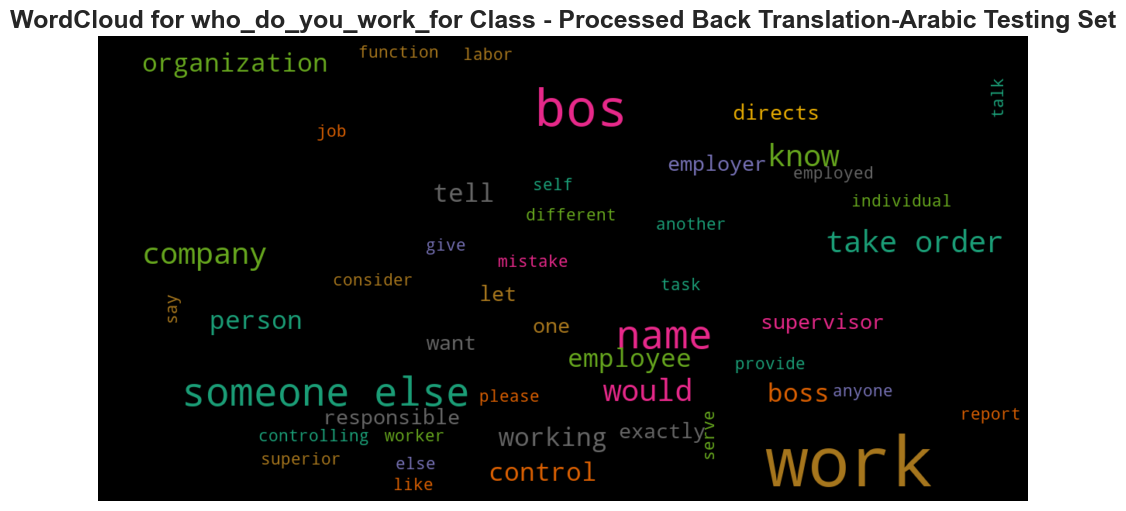 WordCloud for who_do_you_work_for Class - Processed Back Translation-Arabic Testing Set
function labor
organization
talk
bos
directs
job
know
employer
employed
self
tell
individual
different
another
take order
give
company
mistake
consider
task
let
say
person
supervisor
one
name
want
employee
provide
someone else
would
boss
anyone
please
responsible
report
exactly
serve
controlling worker
working
superior
else
work
control
like